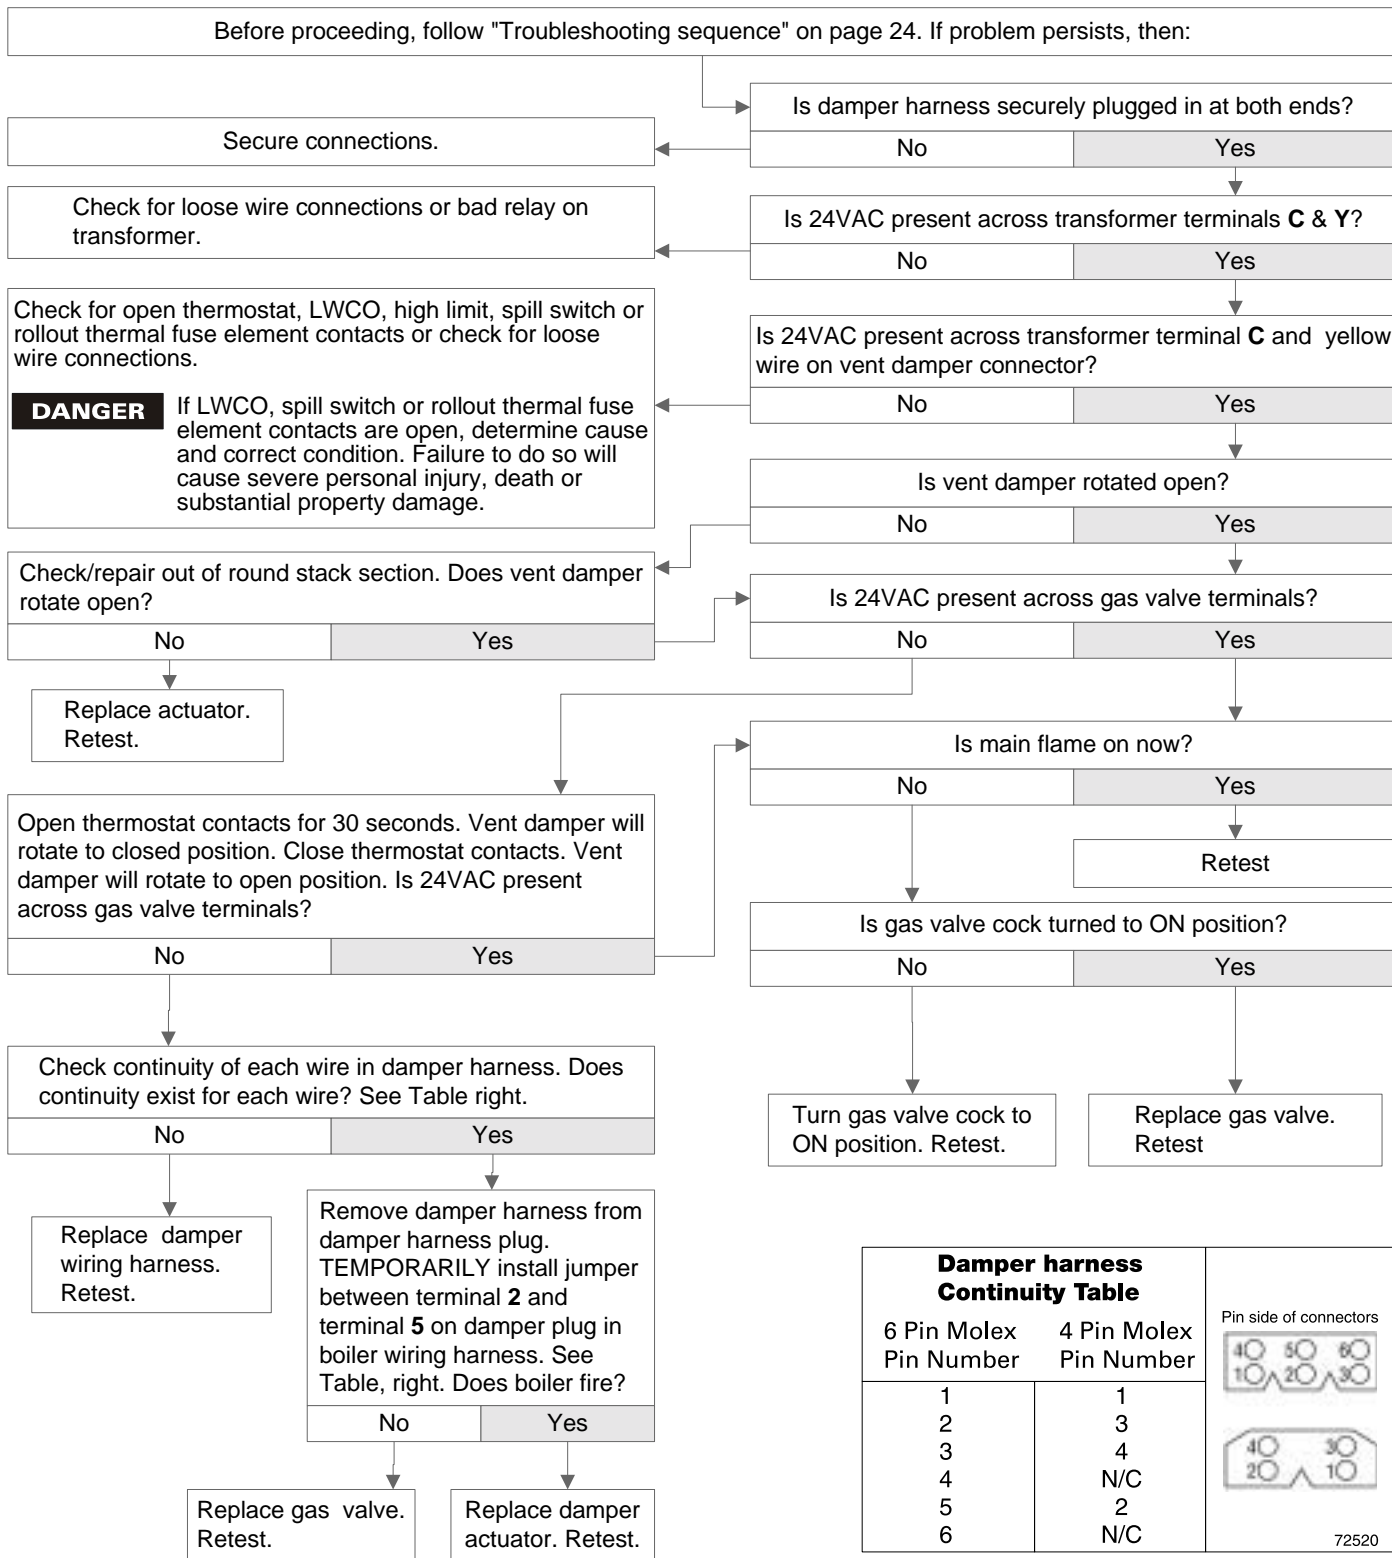 Before proceeding, follow "Troubleshooting sequence" on page 24. If problem persists, then:
Is damper harness securely plugged in at both ends?
No Yes
Secure connections.
Is 24VAC present across transformer terminals C & Y?
No Yes
Check for loose wire connections or bad relay on
transformer.
Is 24VAC present across transformer terminal C and yellow
wire on vent damper connector?
No Yes
Check for open thermostat, LWCO, high limit, spill switch or
rollout thermal fuse element contacts or check for loose
wire connections.
DANGER
If LWCO, spill switch or rollout thermal fuse
element contacts are open, determine cause
and correct condition. Failure to do so will
cause severe personal injury, death or
substantial property damage.
Is vent damper rotated open?
No Yes
Check/repair out of round stack section. Does vent damper
rotate open?
No Yes
Replace actuator.
Retest.
Is 24VAC present across gas valve terminals?
No Yes
Is main flame on now?
No Yes
Retest
Open thermostat contacts for 30 seconds. Vent damper will
rotate to closed position. Close thermostat contacts. Vent
damper will rotate to open position. Is 24VAC present
across gas valve terminals?
No Yes
Is gas valve cock turned to ON position?
No Yes
Turn gas valve cock to
ON position. Retest.
Replace gas valve.
Retest
Check continuity of each wire in damper harness. Does
continuity exist for each wire? See Table right.
No Yes
Replace damper
wiring harness.
Retest.
Remove damper harness from
damper harness plug.
TEMPORARILY install jumper
between terminal 2 and
terminal 5 on damper plug in
boiler wiring harness. See
Table, right. Does boiler fire?
No Yes
Replace gas valve.
Retest.
Replace damper
actuator. Retest.
Damper harness
Continuity Table
6 Pin Molex 4 Pin Molex
Pin Number Pin Number
1 1
2 3
3 4
4 N/C
5 2
6 N/C
Pin side of connectors
4 5 6
1 2 3
4 3
2 1
72520